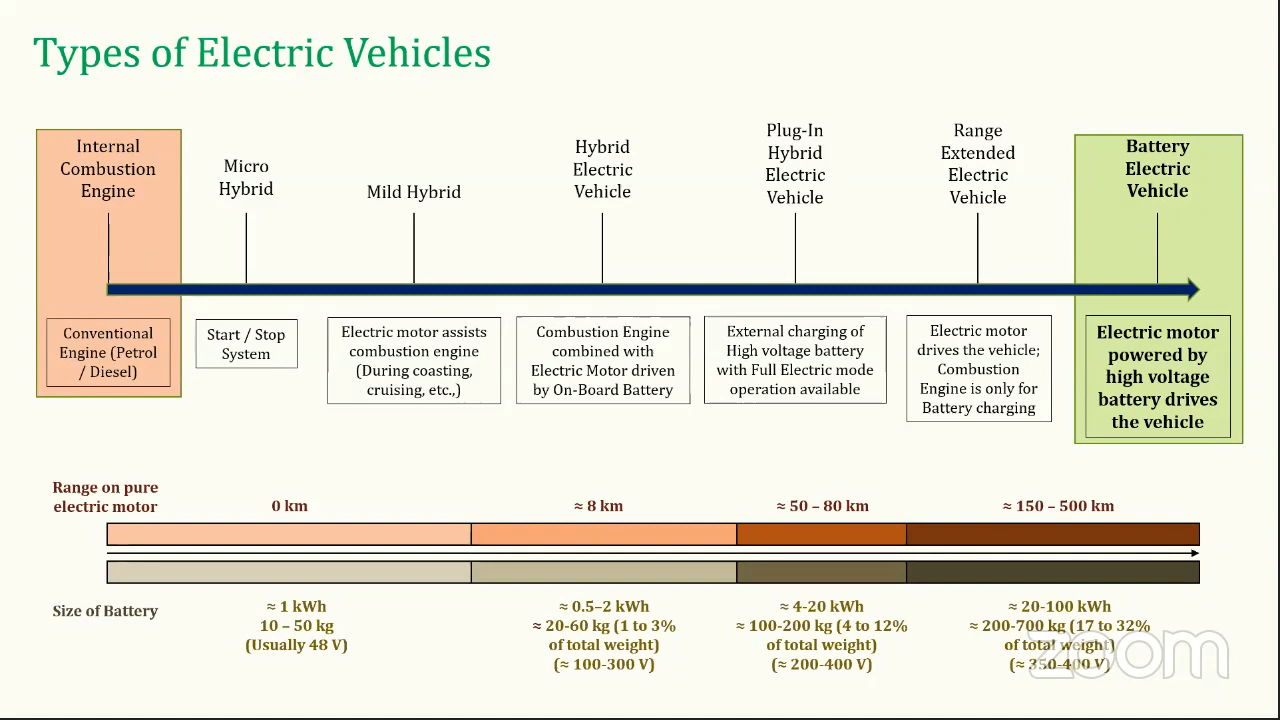 Types of Electric Vehicles
Internal
Combustion
Engine
Micro
Hybrid
Mild Hybrid
Hybrid
Electric
Vehicle
Plug-In
Hybrid
Electric
Vehicle
Range
Extended
Electric
Vehicle
Battery
Electric
Vehicle
Conventional
Engine (Petrol
/ Diesel)
Start / Stop
System
Electric motor assists
combustion engine
(During coasting,
cruising, etc.,)
Combustion Engine
combined with
Electric Motor driven
by On-Board Battery
External charging of
High voltage battery
with Full Electric mode
operation available
Electric motor
drives the vehicle;
Combustion
Engine is only for
Battery charging
Electric motor
powered by
high voltage
battery drives
the vehicle
Range on pure
electric motor
0 km
≈ 8 km
≈ 50 – 80 km
≈ 150 – 500 km
Size of Battery
≈ 1 kWh
10 – 50 kg
(Usually 48 V)
≈ 0.5–2 kWh
≈ 20-60 kg (1 to 3%
of total weight)
(≈ 100-300 V)
≈ 4-20 kWh
≈ 100-200 kg (4 to 12%
of total weight)
(≈ 200-400 V)
≈ 20-100 kWh
≈ 200-700 kg (17 to 32%
of total weight)
(≈ 350-400 V)
zoom